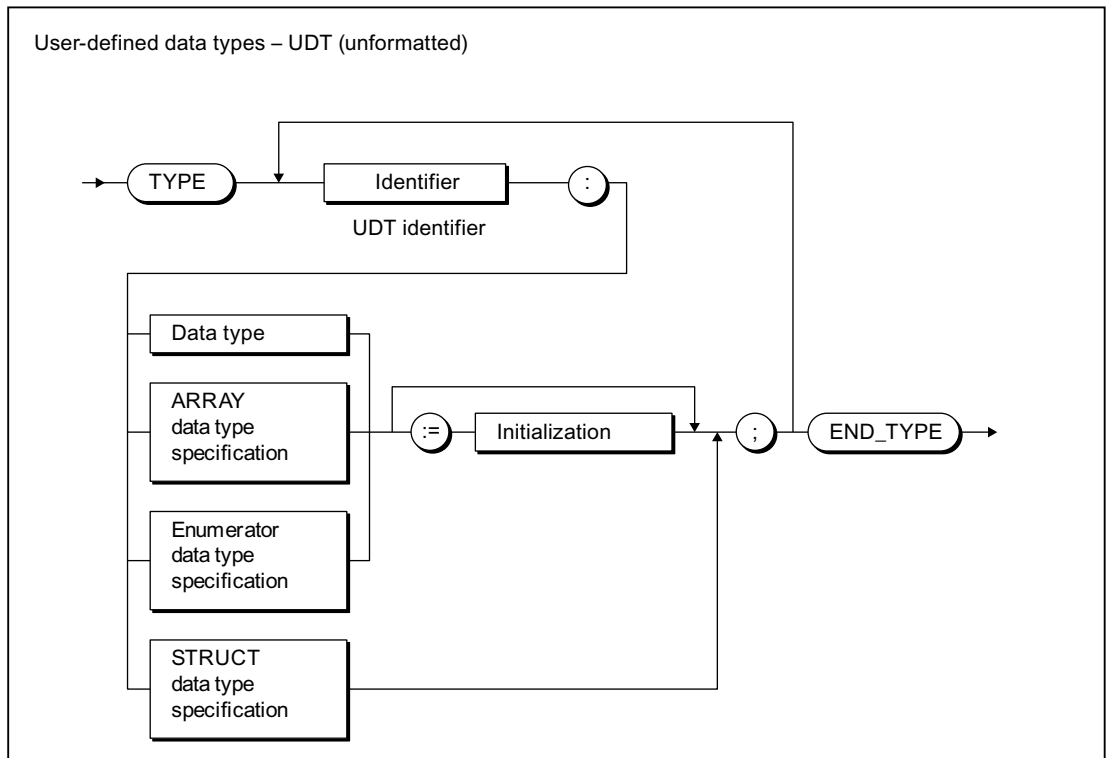 User-defined data types – UDT (unformatted)
TYPE
Identifier
:
UDT identifier
Data type
ARRAY
data type
specification
:=
Initialization
;
END_TYPE
Enumerator
data type
specification
STRUCT
data type
specification